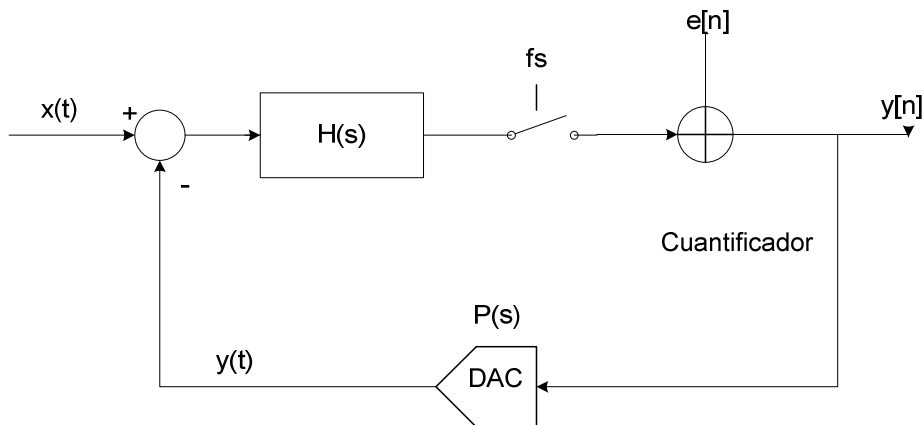 e[n]
fs
x(t)
+
y[n]
H(s)
-
Cuantificador
P(s)
y(t)
DAC